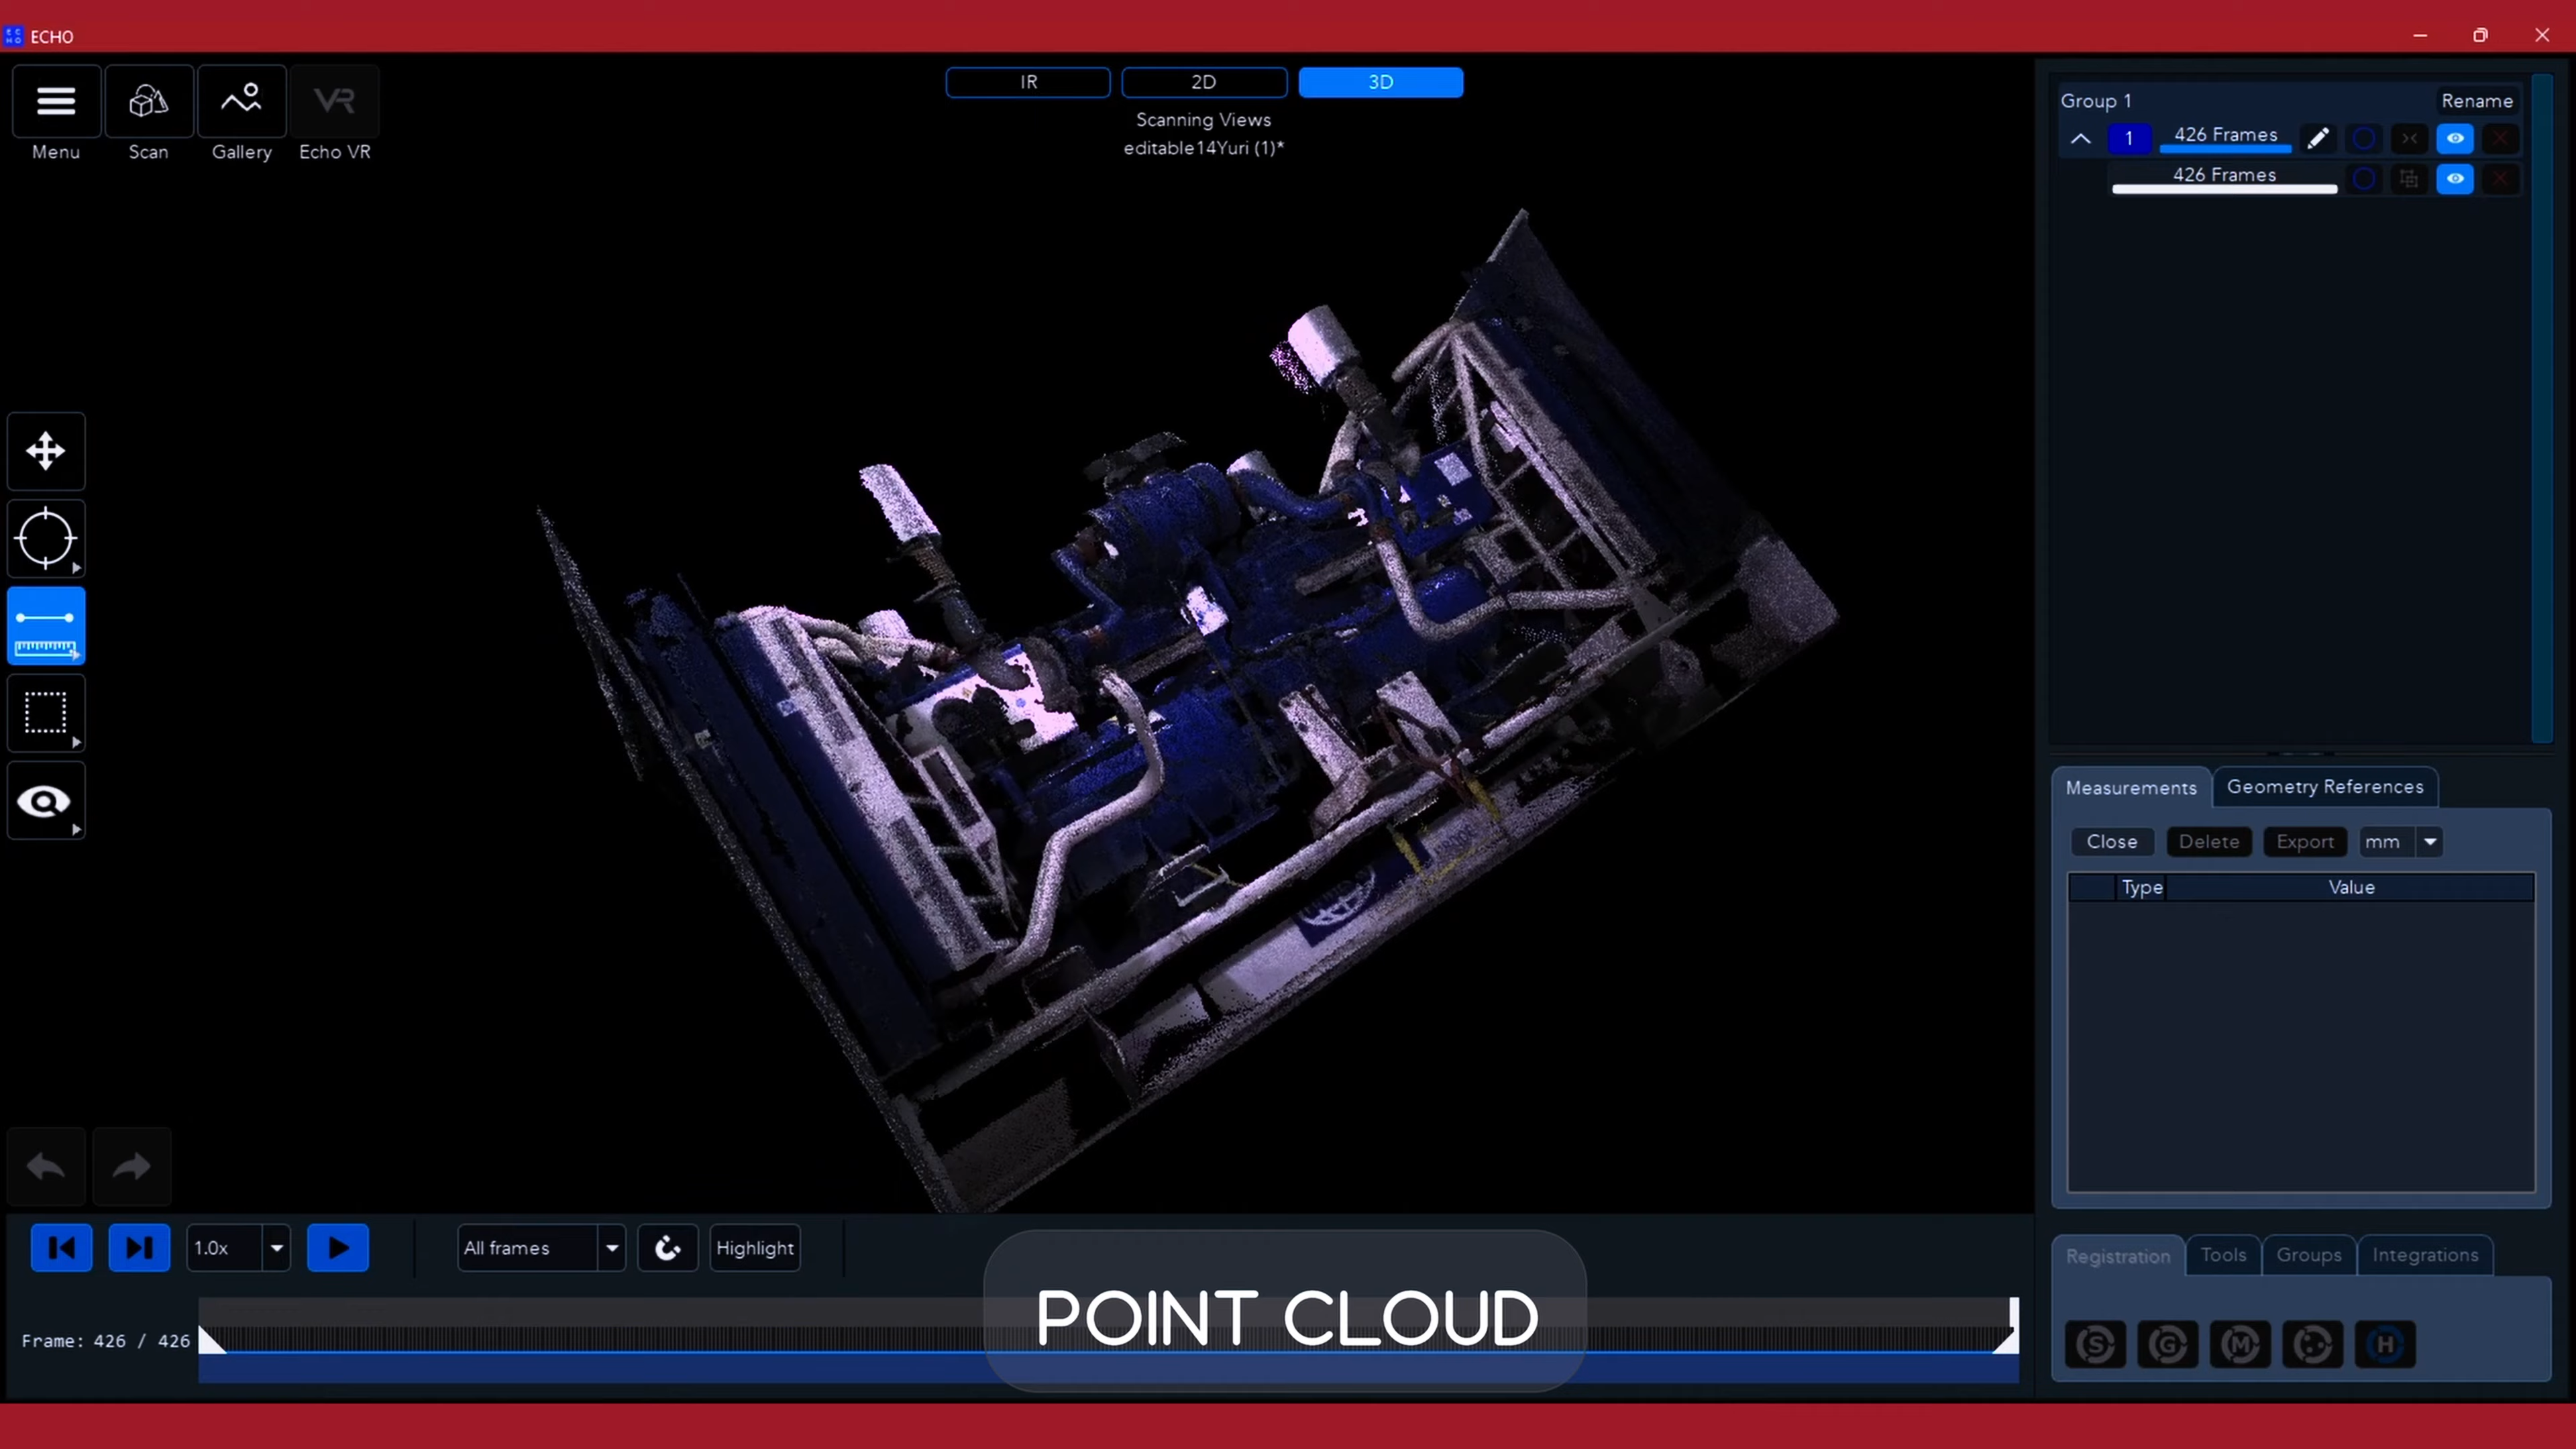 ECHO
Menu
Scan
Gallery
Echo VR
IR
2D
3D
Scanning Views
editable14Yuri (1)*
Group 1
Rename
1
426 Frames
426 Frames
Measurements
Geometry References
Close
Delete
Export
mm
Type
Value
1.0x
All frames
Highlight
Frame: 426 / 426
POINT CLOUD
Registration
Tools
Groups
Integrations
S
G
M
H